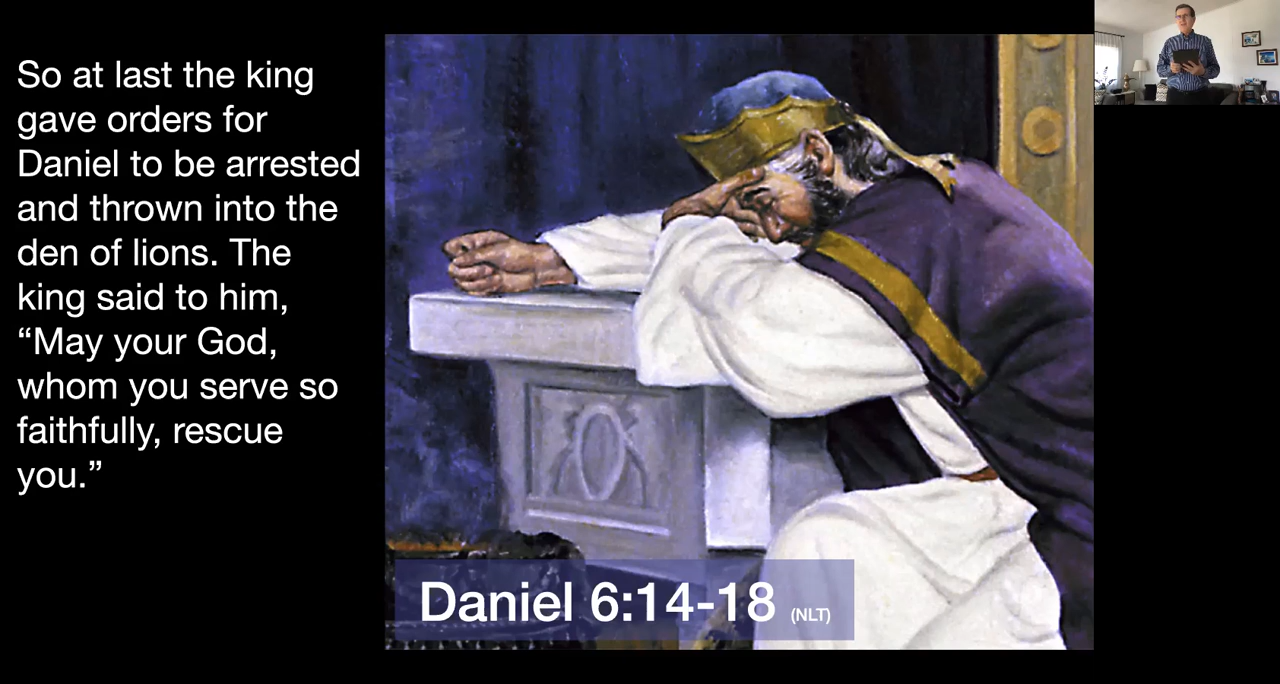 So at last the king
gave orders for
Daniel to be arrested
and thrown into the
den of lions. The
king said to him,
“May your God,
whom you serve so
faithfully, rescue
you.”
Daniel 6:14-18 (NLT)